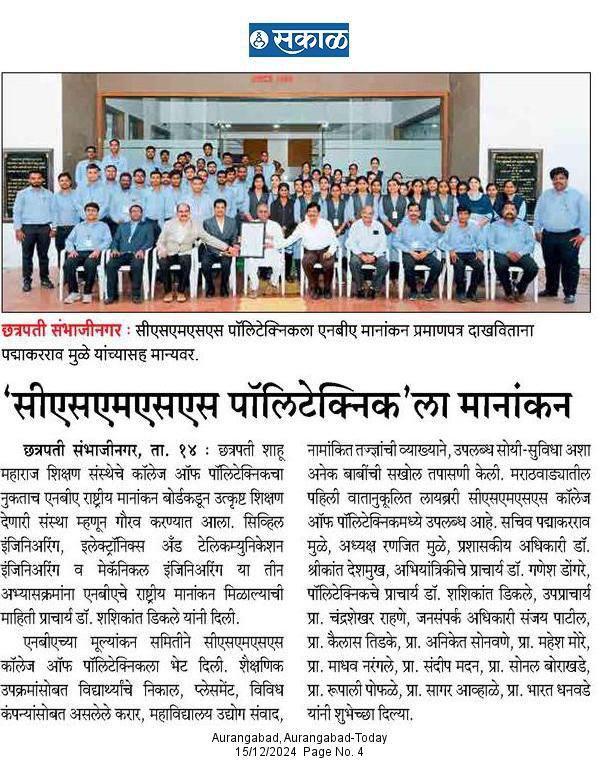 सकाळ
छत्रपती संभाजीनगर : सीएसएमएसएस पॉलिटेक्निकला एनबीए मानांकन प्रमाणपत्र दाखविताना
पद्माकरराव मुळे यांच्यासह मान्यवर.
‘सीएसएमएसएस पॉलिटेक्निक’ला मानांकन
छत्रपती संभाजीनगर, ता. १४ : छत्रपती शाहू
महाराज शिक्षण संस्थेचे कॉलेज ऑफ पॉलिटेक्निकचा
नुकताच एनबीए राष्ट्रीय मानांकन बोर्डकडून उत्कृष्ट शिक्षण
देणारी संस्था म्हणून गौरव करण्यात आला. सिव्हिल
इंजिनिअरिंग, इलेक्ट्रॉनिक्स अँड टेलिकम्युनिकेशन
इंजिनिअरिंग व मेकॅनिकल इंजिनिअरिंग या तीन
अभ्यासक्रमांना एनबीएचे राष्ट्रीय मानांकन मिळाल्याची
माहिती प्राचार्य डॉ. शशिकांत डिकले यांनी दिली.
एनबीएच्या मूल्यांकन समितीने सीएसएमएसएस
कॉलेज ऑफ पॉलिटेक्निकला भेट दिली. शैक्षणिक
उपक्रमांसोबत विद्यार्थ्यांचे निकाल, प्लेसमेंट, विविध
कंपन्यांसोबत असलेले करार, महाविद्यालय उद्योग संवाद,
नामांकित तज्ज्ञांची व्याख्याने, उपलब्ध सोयी-सुविधा अशा
अनेक बाबींची सखोल तपासणी केली. मराठवाड्यातील
पहिली वातानुकूलित लायब्ररी सीएसएमएसएस कॉलेज
ऑफ पॉलिटेक्निकमध्ये उपलब्ध आहे. सचिव पद्माकरराव
मुळे, अध्यक्ष रणजित मुळे, प्रशासकीय अधिकारी डॉ.
श्रीकांत देशमुख, अभियांत्रिकीचे प्राचार्य डॉ. गणेश डोंगरे,
पॉलिटेक्निकचे प्राचार्य डॉ. शशिकांत डिकले, उपप्राचार्य
प्रा. चंद्रशेखर राहणे, जनसंपर्क अधिकारी संजय पाटील,
प्रा. कैलास तिडके, प्रा. अनिकेत सोनवणे, प्रा. महेश मोरे,
प्रा. माधव नरंगले, प्रा. संदीप मदन, प्रा. सोनल बोराखडे,
प्रा. रूपाली पोफळे, प्रा. सागर आव्हाळे, प्रा. भारत धनवडे
यांनी शुभेच्छा दिल्या.
Aurangabad, Aurangabad-Today
15/12/2024 Page No. 4